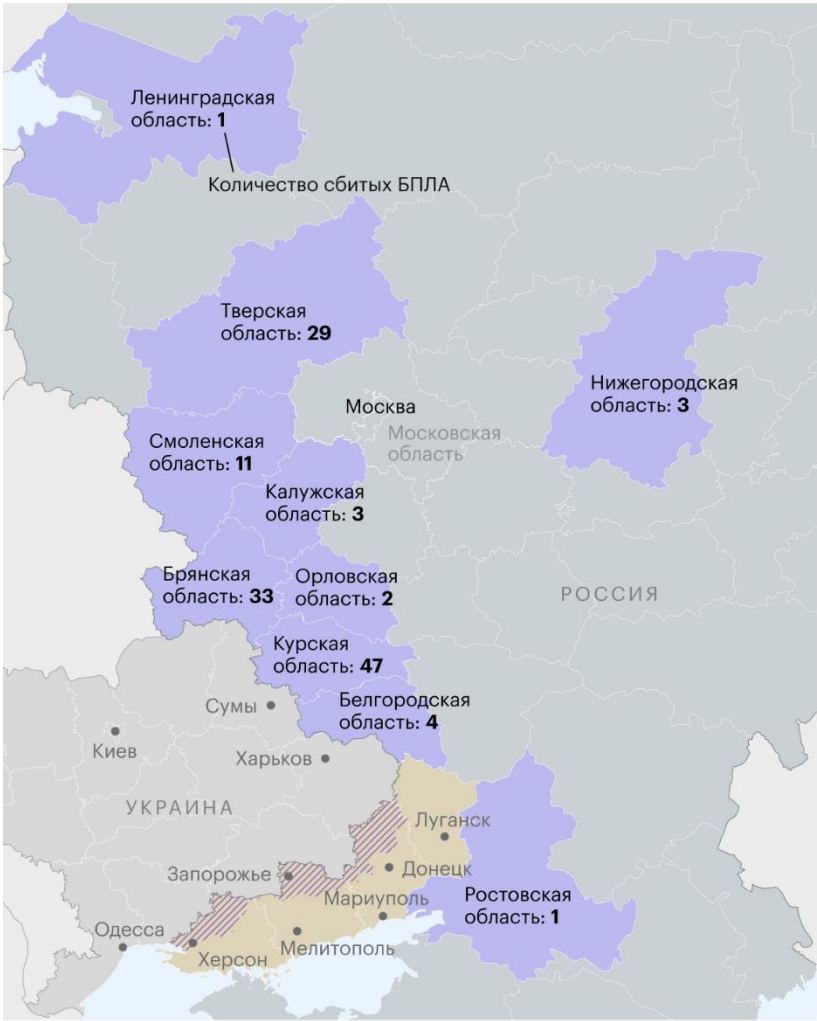 Ленинградская
область: 1
Количество сбитых БПЛА
Тверская
область: 29
Нижегородская
область: 3
Москва
Московская
область
Смоленская
область: 11
Калужская
область: 3
Брянская
область: 33
Орловская
область: 2
РОССИЯ
Курская
область: 47
Белгородская
область: 4
Сумы
Киев
Харьков
УКРАИНА
Луганск
Запорожье
Донецк
Мариуполь
Ростовская
область: 1
Одесса
Херсон
Мелитополь